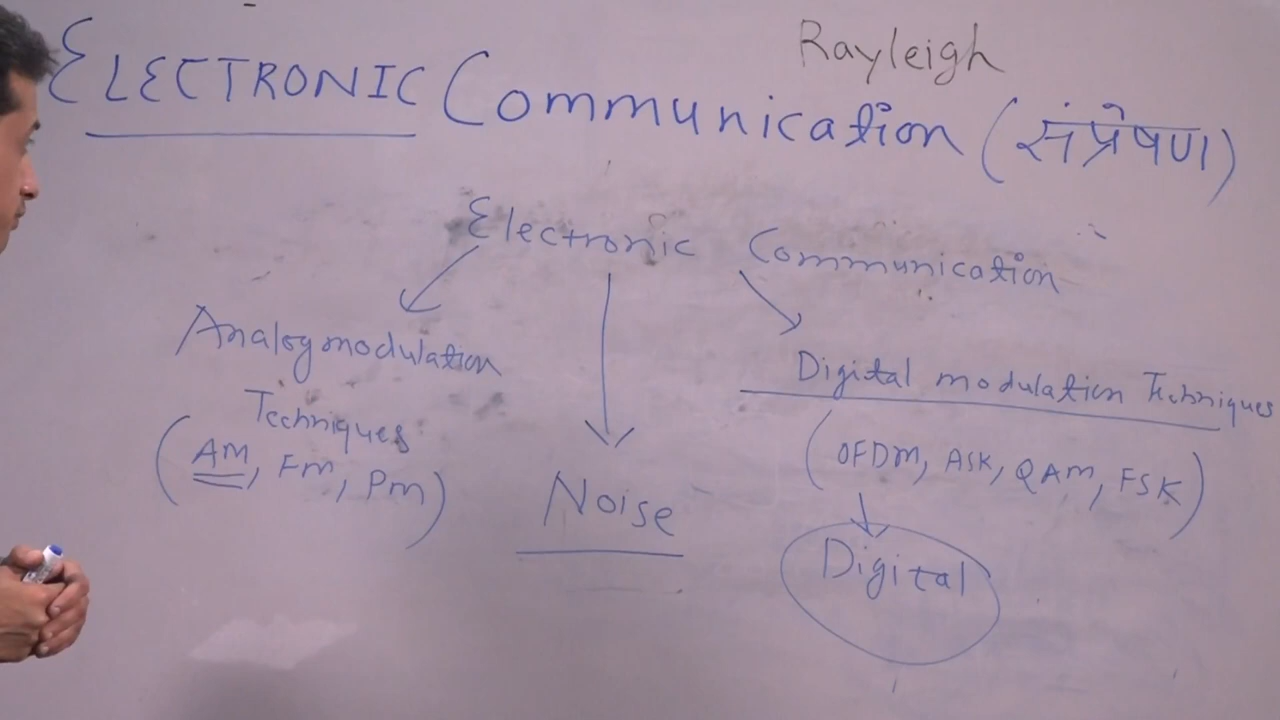 Rayleigh
ELECTRONIC Communication (संप्रेषण)
Electronic Communication
Analog modulation
Techniques
(AM, Fm, Pm)
Noise
Digital modulation Techniques
(OFDM, ASK, QAM, FSK)
Digital